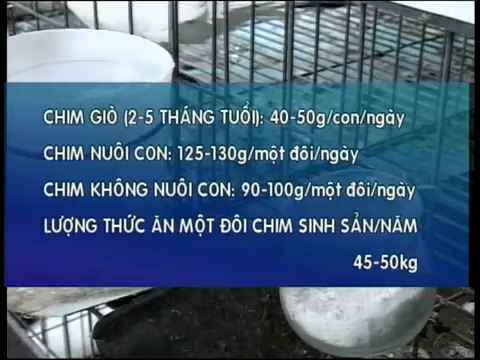 CHIM GIÒ (2-5 THÁNG TUỔI): 40-50g/con/ngày
CHIM NUÔI CON: 125-130g/một đôi/ngày
CHIM KHÔNG NUÔI CON: 90-100g/một đôi/ngày
LƯỢNG THỨC ĂN MỘT ĐÔI CHIM SINH SẢN/NĂM
45-50kg